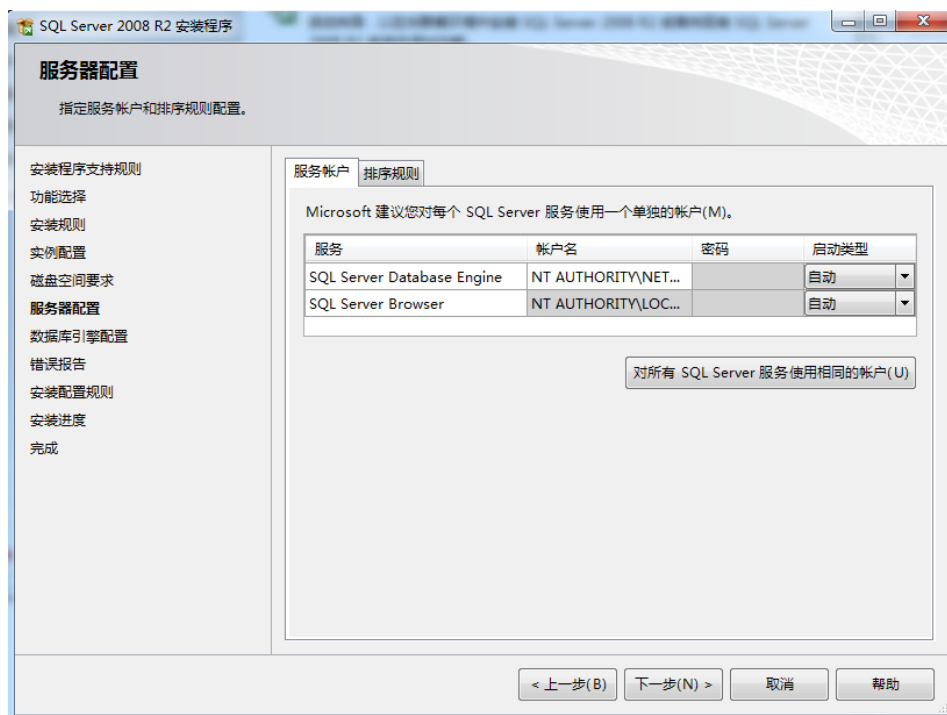 SQL Server 2008 R2 安装程序
服务器配置
指定服务帐户和排序规则配置。
安装程序支持规则
功能选择
安装规则
实例配置
磁盘空间要求
服务器配置
数据库引擎配置
错误报告
安装配置规则
安装进度
完成
服务帐户 排序规则
Microsoft 建议您对每个 SQL Server 服务使用一个单独的帐户(M)。
服务 帐户名 密码 启动类型
SQL Server Database Engine NT AUTHORITY\NET... 自动
SQL Server Browser NT AUTHORITY\LOC... 自动
对所有 SQL Server 服务使用相同的帐户(U)
< 上一步(B) 下一步(N) > 取消 帮助